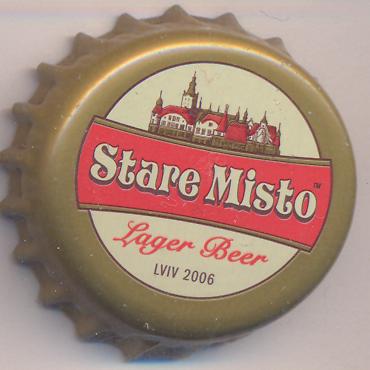 Stare Misto™
Lager Beer
LVIV 2006